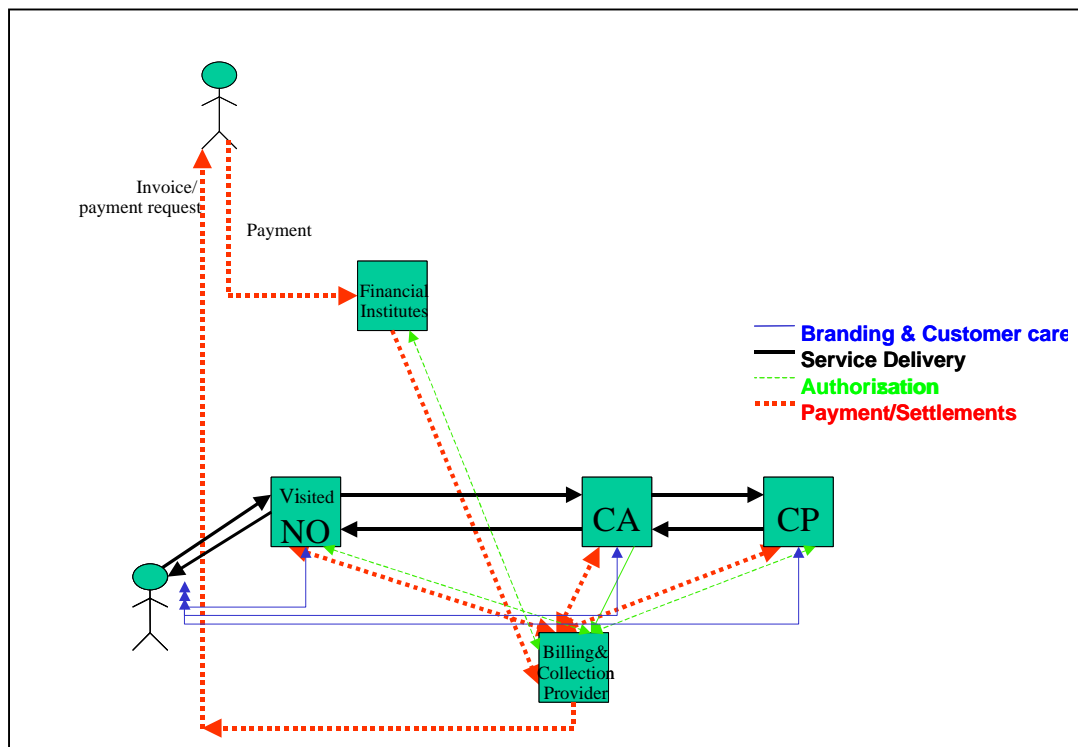 Invoice/
payment request
Payment
Financial
Institutes
Branding & Customer care
Service Delivery
Authorisation
Payment/Settlements
Visited
NO
CA
CP
Billing&
Collection
Provider